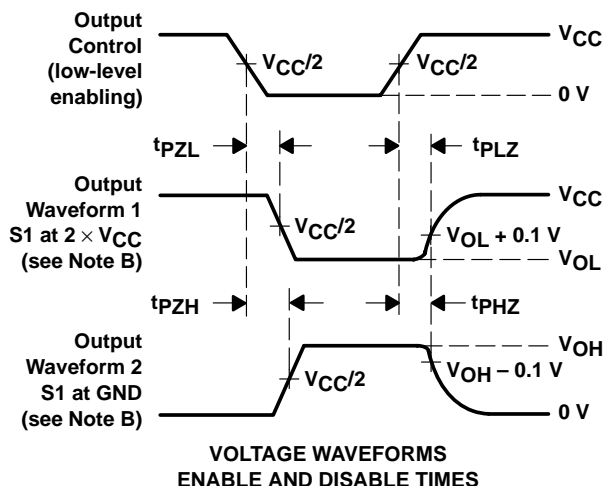 Output
Control
(low-level
enabling)
VCC/2
VCC/2
VCC
0 V
tPZL
tPLZ
Output
Waveform 1
S1 at 2 × VCC
(see Note B)
VCC/2
VCC
VOL + 0.1 V
VOL
tPZH
tPHZ
Output
Waveform 2
S1 at GND
(see Note B)
VCC/2
VOH
VOH – 0.1 V
0 V
VOLTAGE WAVEFORMS
ENABLE AND DISABLE TIMES